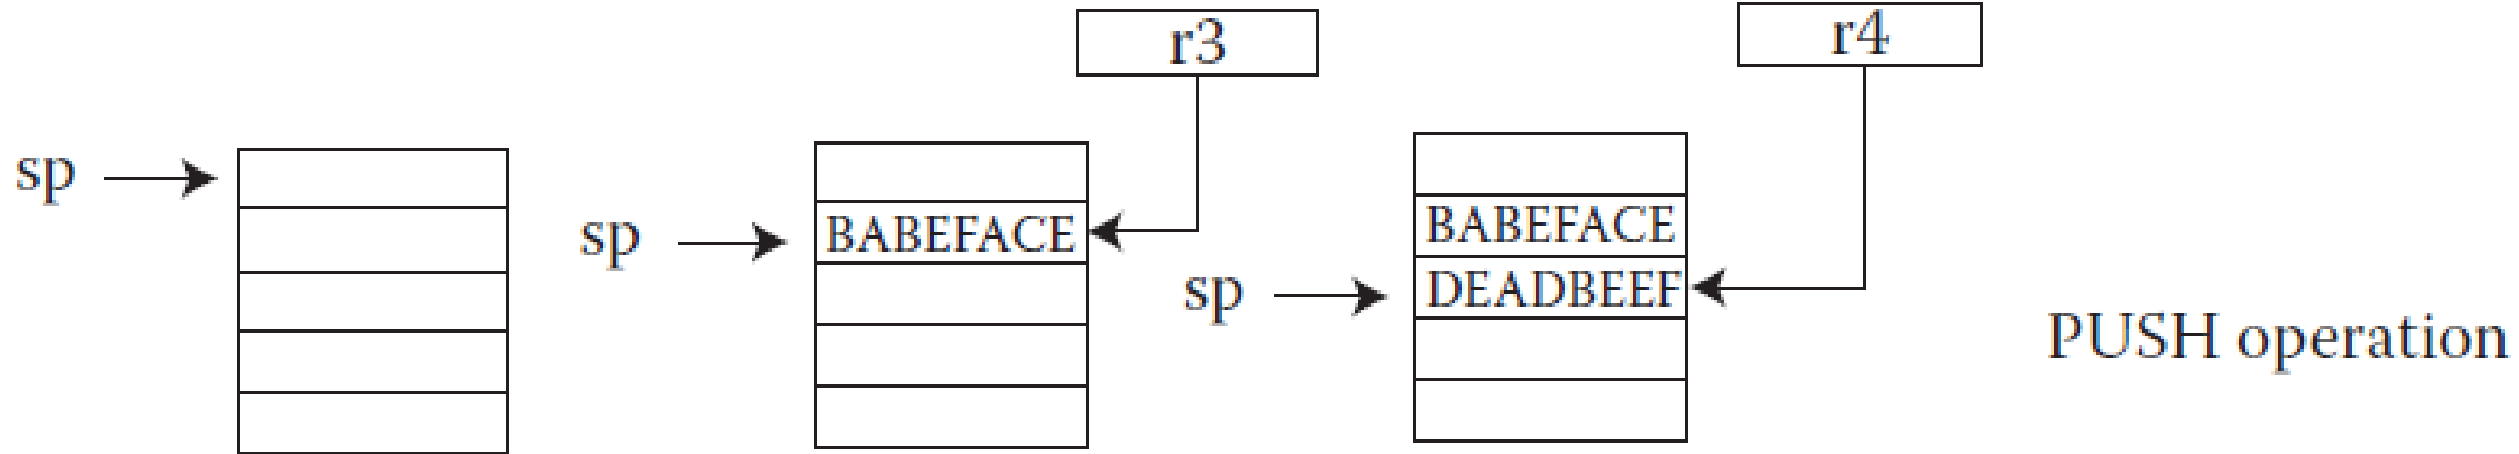 r3
r4
sp
sp
BABEFACE
sp
BABEFACE
DEADBEEF
PUSH operation